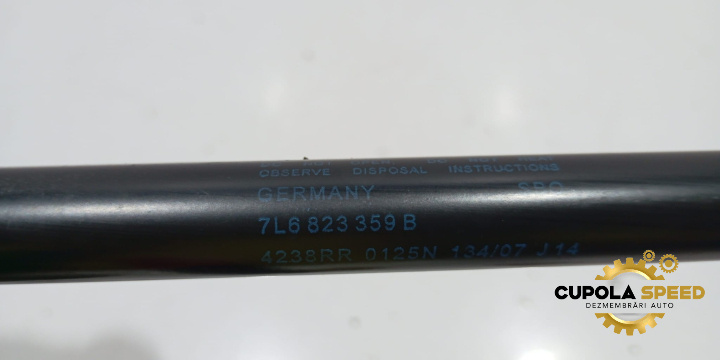 OBSERVE DISPOSAL INSTRUCTIONS
GERMANY
7L6 823 359 B
4238RR 0125N 134/07 J14
CUPOLA SPEED
DEZMEMBRĂRI AUTO